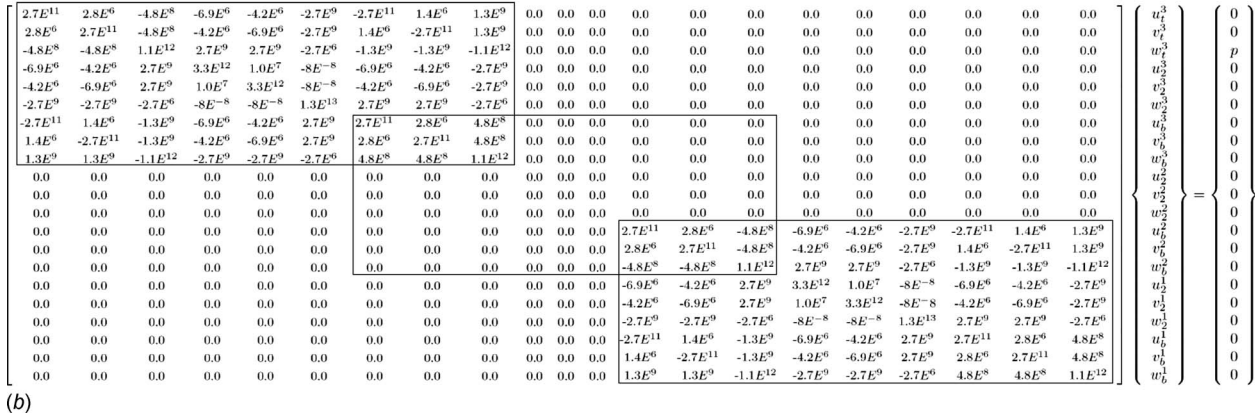 2.7E¹¹ 2.8E⁶ -4.8E⁸ -6.9E⁶ -4.2E⁶ -2.7E⁹ -2.7E¹¹ 1.4E⁶ 1.3E⁹ 0.0 0.0 0.0 0.0 0.0 0.0 0.0 0.0 0.0 0.0 0.0 0.0 u_t^3 0
2.8E⁶ 2.7E¹¹ -4.8E⁸ -4.2E⁶ -6.9E⁶ -2.7E⁹ 1.4E⁶ -2.7E¹¹ 1.3E⁹ 0.0 0.0 0.0 0.0 0.0 0.0 0.0 0.0 0.0 0.0 0.0 0.0 v_t^3 0
-4.8E⁸ -4.8E⁸ 1.1E¹² 2.7E⁹ 2.7E⁹ -2.7E⁶ -1.3E⁹ -1.3E⁹ -1.1E¹² 0.0 0.0 0.0 0.0 0.0 0.0 0.0 0.0 0.0 0.0 0.0 0.0 w_t^3 p
-6.9E⁶ -4.2E⁶ 2.7E⁹ 3.3E¹² 1.0E⁷ -8E⁻⁸ -6.9E⁶ -4.2E⁶ -2.7E⁹ 0.0 0.0 0.0 0.0 0.0 0.0 0.0 0.0 0.0 0.0 0.0 0.0 u_2^3 0
-4.2E⁶ -6.9E⁶ 2.7E⁹ 1.0E⁷ 3.3E¹² -8E⁻⁸ -4.2E⁶ -6.9E⁶ -2.7E⁹ 0.0 0.0 0.0 0.0 0.0 0.0 0.0 0.0 0.0 0.0 0.0 0.0 v_2^3 0
-2.7E⁹ -2.7E⁹ -2.7E⁶ -8E⁻⁸ -8E⁻⁸ 1.3E¹³ 2.7E⁹ 2.7E⁹ -2.7E⁶ 0.0 0.0 0.0 0.0 0.0 0.0 0.0 0.0 0.0 0.0 0.0 0.0 w_2^3 0
-2.7E¹¹ 1.4E⁶ -1.3E⁹ -6.9E⁶ -4.2E⁶ 2.7E⁹ 2.7E¹¹ 2.8E⁶ 4.8E⁸ 0.0 0.0 0.0 0.0 0.0 0.0 0.0 0.0 0.0 0.0 0.0 0.0 u_b^3 0
1.4E⁶ -2.7E¹¹ -1.3E⁹ -4.2E⁶ -6.9E⁶ 2.7E⁹ 2.8E⁶ 2.7E¹¹ 4.8E⁸ 0.0 0.0 0.0 0.0 0.0 0.0 0.0 0.0 0.0 0.0 0.0 0.0 v_b^3 0
1.3E⁹ 1.3E⁹ -1.1E¹² -2.7E⁹ -2.7E⁹ -2.7E⁶ 4.8E⁸ 4.8E⁸ 1.1E¹² 0.0 0.0 0.0 0.0 0.0 0.0 0.0 0.0 0.0 0.0 0.0 0.0 w_b^3 0
0.0 0.0 0.0 0.0 0.0 0.0 0.0 0.0 0.0 0.0 0.0 0.0 0.0 0.0 0.0 0.0 0.0 0.0 0.0 0.0 0.0 u_2^2 0
0.0 0.0 0.0 0.0 0.0 0.0 0.0 0.0 0.0 0.0 0.0 0.0 0.0 0.0 0.0 0.0 0.0 0.0 0.0 0.0 0.0 v_2^2 = 0
0.0 0.0 0.0 0.0 0.0 0.0 0.0 0.0 0.0 0.0 0.0 0.0 0.0 0.0 0.0 0.0 0.0 0.0 0.0 0.0 0.0 w_2^2 0
0.0 0.0 0.0 0.0 0.0 0.0 0.0 0.0 0.0 0.0 0.0 0.0 2.7E¹¹ 2.8E⁶ -4.8E⁸ -6.9E⁶ -4.2E⁶ -2.7E⁹ -2.7E¹¹ 1.4E⁶ 1.3E⁹ u_b^2 0
0.0 0.0 0.0 0.0 0.0 0.0 0.0 0.0 0.0 0.0 0.0 0.0 2.8E⁶ 2.7E¹¹ -4.8E⁸ -4.2E⁶ -6.9E⁶ -2.7E⁹ 1.4E⁶ -2.7E¹¹ 1.3E⁹ v_b^2 0
0.0 0.0 0.0 0.0 0.0 0.0 0.0 0.0 0.0 0.0 0.0 0.0 -4.8E⁸ -4.8E⁸ 1.1E¹² 2.7E⁹ 2.7E⁹ -2.7E⁶ -1.3E⁹ -1.3E⁹ -1.1E¹² w_b^2 0
0.0 0.0 0.0 0.0 0.0 0.0 0.0 0.0 0.0 0.0 0.0 0.0 -6.9E⁶ -4.2E⁶ 2.7E⁹ 3.3E¹² 1.0E⁷ -8E⁻⁸ -6.9E⁶ -4.2E⁶ -2.7E⁹ u_2^1 0
0.0 0.0 0.0 0.0 0.0 0.0 0.0 0.0 0.0 0.0 0.0 0.0 -4.2E⁶ -6.9E⁶ 2.7E⁹ 1.0E⁷ 3.3E¹² -8E⁻⁸ -4.2E⁶ -6.9E⁶ -2.7E⁹ v_2^1 0
0.0 0.0 0.0 0.0 0.0 0.0 0.0 0.0 0.0 0.0 0.0 0.0 -2.7E⁹ -2.7E⁹ -2.7E⁶ -8E⁻⁸ -8E⁻⁸ 1.3E¹³ 2.7E⁹ 2.7E⁹ -2.7E⁶ w_2^1 0
0.0 0.0 0.0 0.0 0.0 0.0 0.0 0.0 0.0 0.0 0.0 0.0 -2.7E¹¹ 1.4E⁶ -1.3E⁹ -6.9E⁶ -4.2E⁶ 2.7E⁹ 2.7E¹¹ 2.8E⁶ 4.8E⁸ u_b^1 0
0.0 0.0 0.0 0.0 0.0 0.0 0.0 0.0 0.0 0.0 0.0 0.0 1.4E⁶ -2.7E¹¹ -1.3E⁹ -4.2E⁶ -6.9E⁶ 2.7E⁹ 2.8E⁶ 2.7E¹¹ 4.8E⁸ v_b^1 0
0.0 0.0 0.0 0.0 0.0 0.0 0.0 0.0 0.0 0.0 0.0 0.0 1.3E⁹ 1.3E⁹ -1.1E¹² -2.7E⁹ -2.7E⁹ -2.7E⁶ 4.8E⁸ 4.8E⁸ 1.1E¹² w_b^1 0
(b)